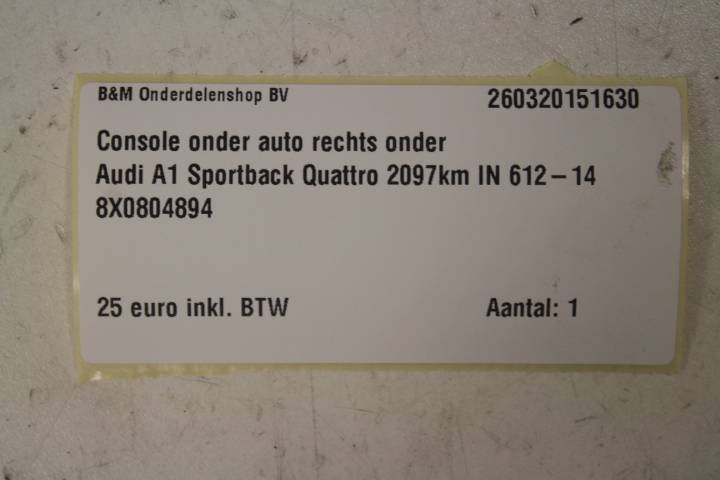 B&M Onderdelenshop BV 260320151630
Console onder auto rechts onder
Audi A1 Sportback Quattro 2097km IN 612-14
8X0804894
25 euro inkl. BTW Aantal: 1